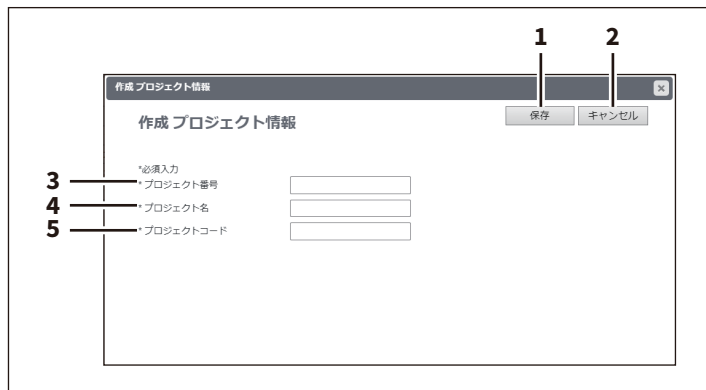 1
2
作成 プロジェクト情報
×
作成 プロジェクト情報
保存
キャンセル
*必須入力
3
* プロジェクト番号
4
* プロジェクト名
5
* プロジェクトコード